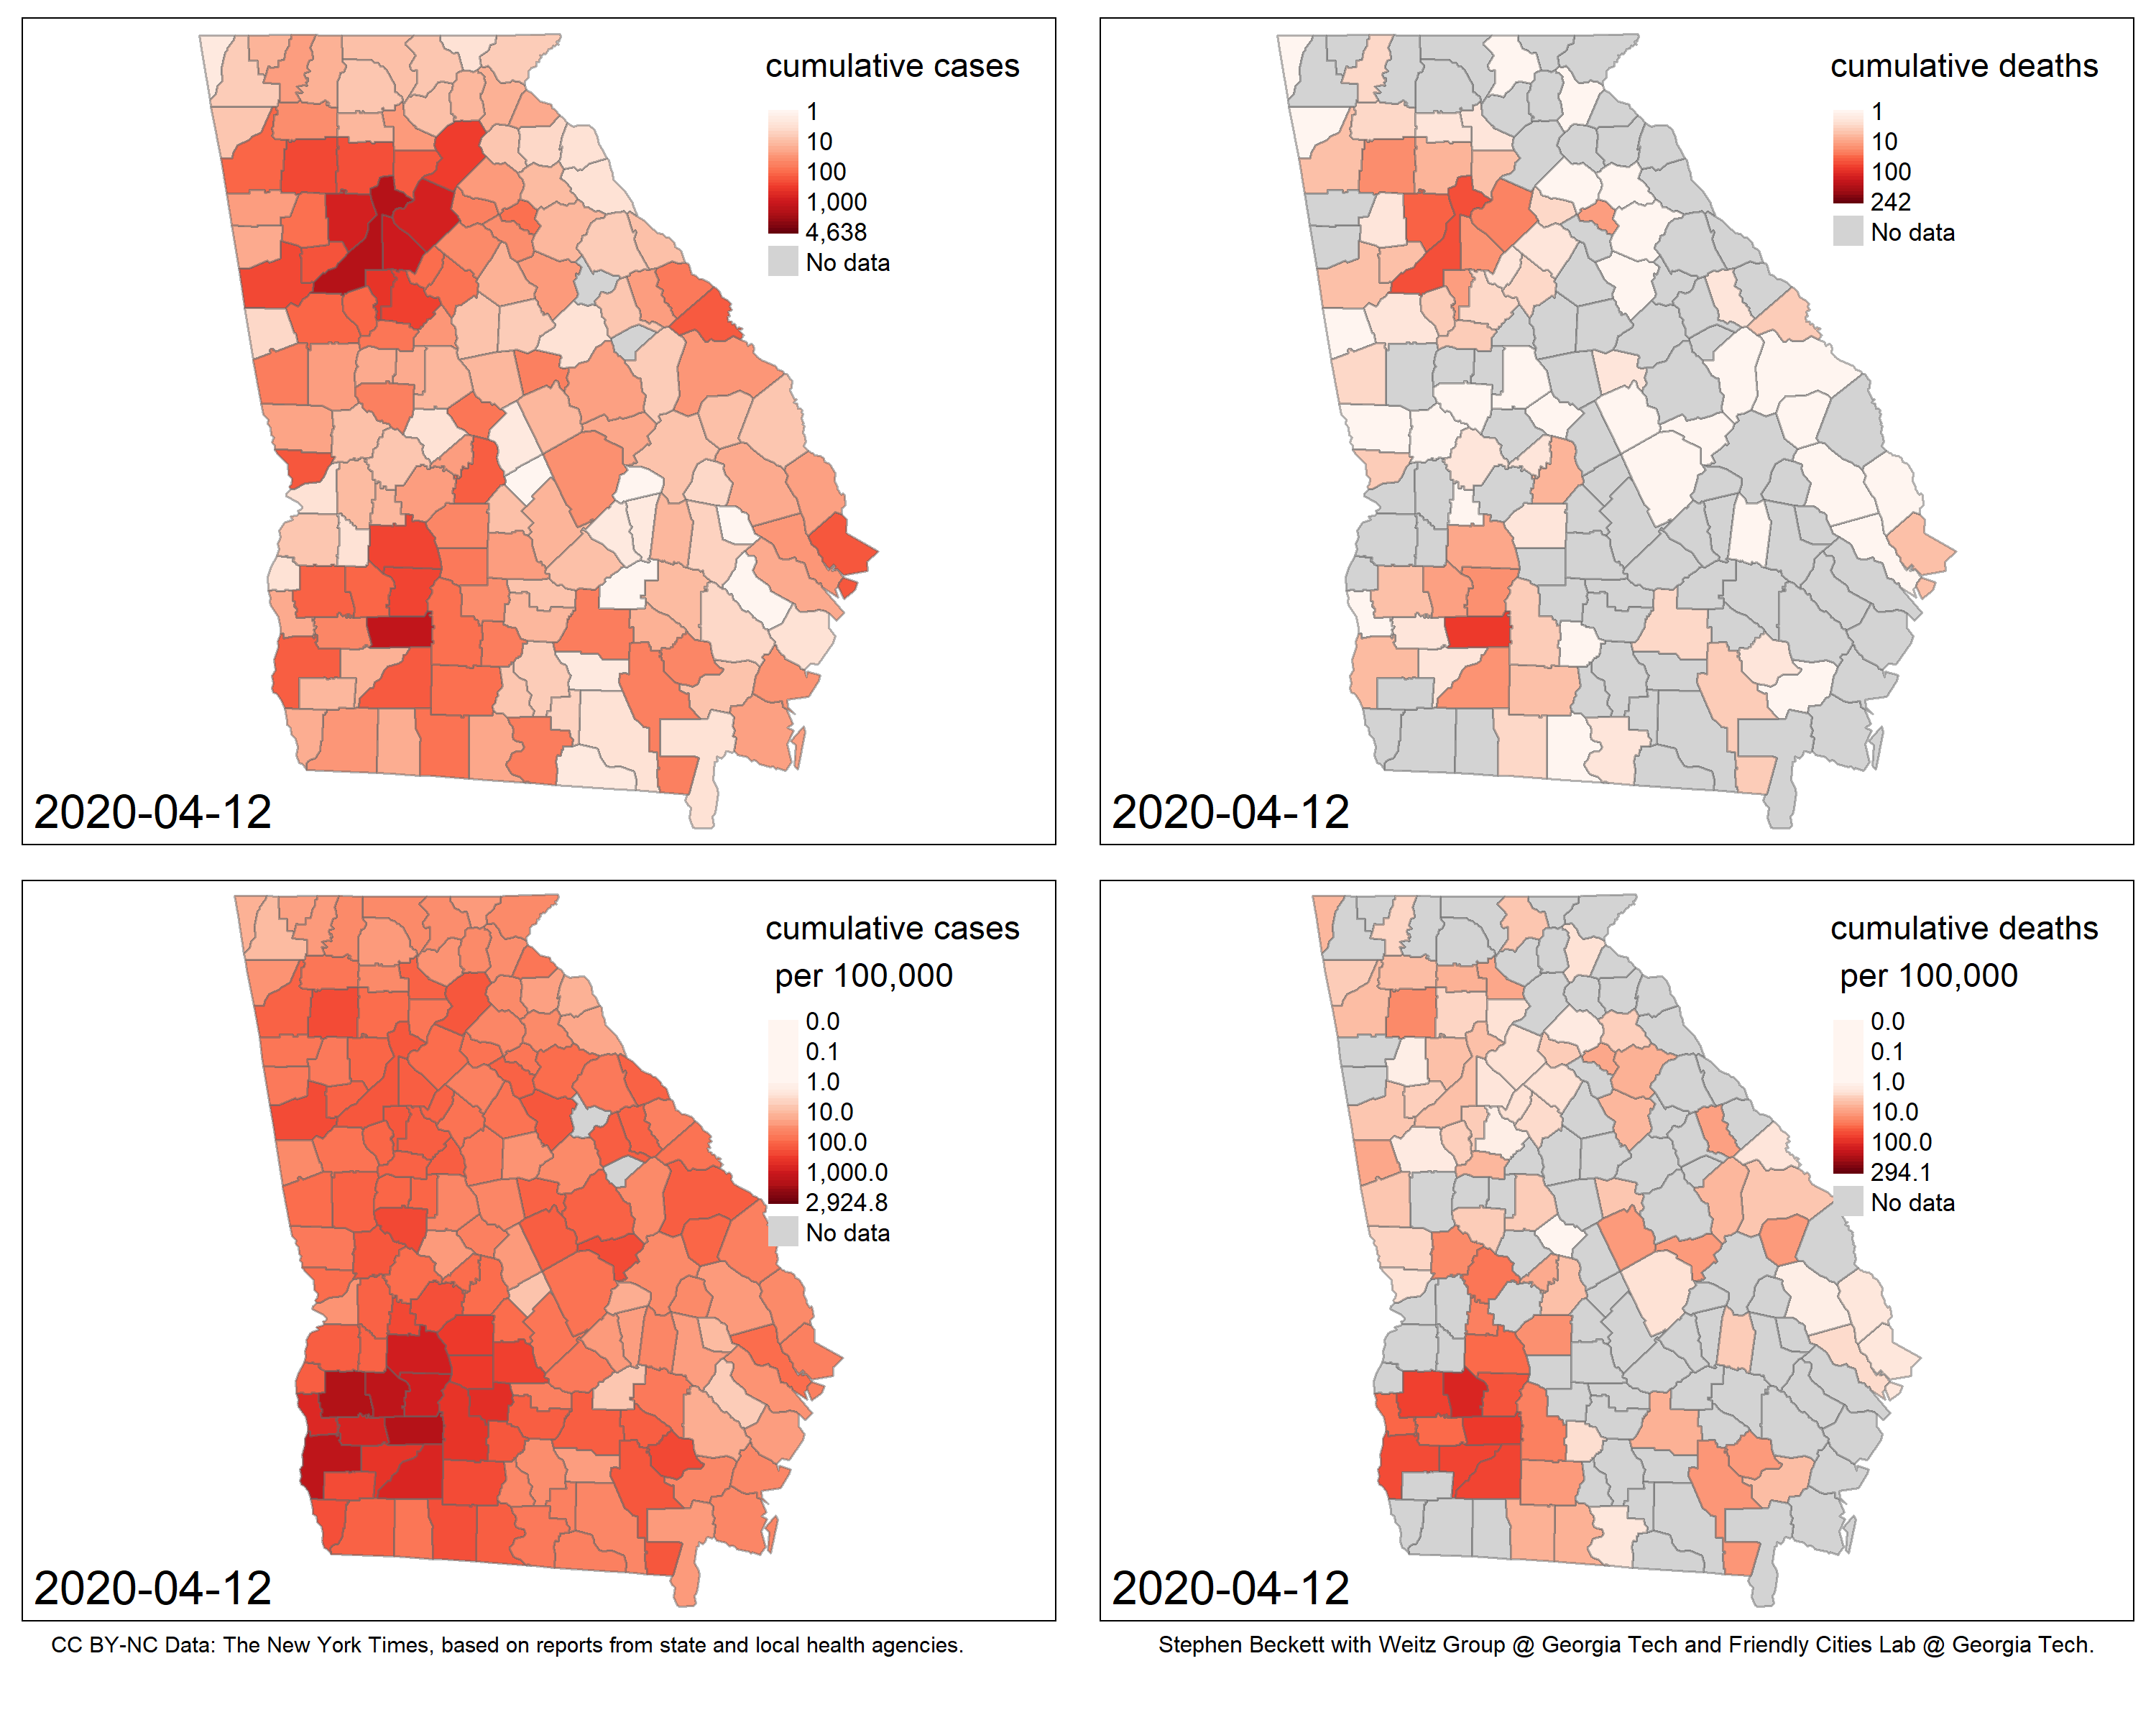 cumulative cases
1
10
100
1,000
4,638
No data
2020-04-12
cumulative deaths
1
10
100
242
No data
2020-04-12
cumulative cases
per 100,000
0.0
0.1
1.0
10.0
100.0
1,000.0
2,924.8
No data
2020-04-12
cumulative deaths
per 100,000
0.0
0.1
1.0
10.0
100.0
294.1
No data
2020-04-12
CC BY-NC Data: The New York Times, based on reports from state and local health agencies.
Stephen Beckett with Weitz Group @ Georgia Tech and Friendly Cities Lab @ Georgia Tech.